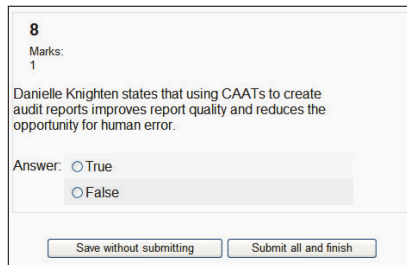 8
Marks:
1
Danielle Knighten states that using CAATs to create
audit reports improves report quality and reduces the
opportunity for human error.
Answer: True
False
Save without submitting Submit all and finish